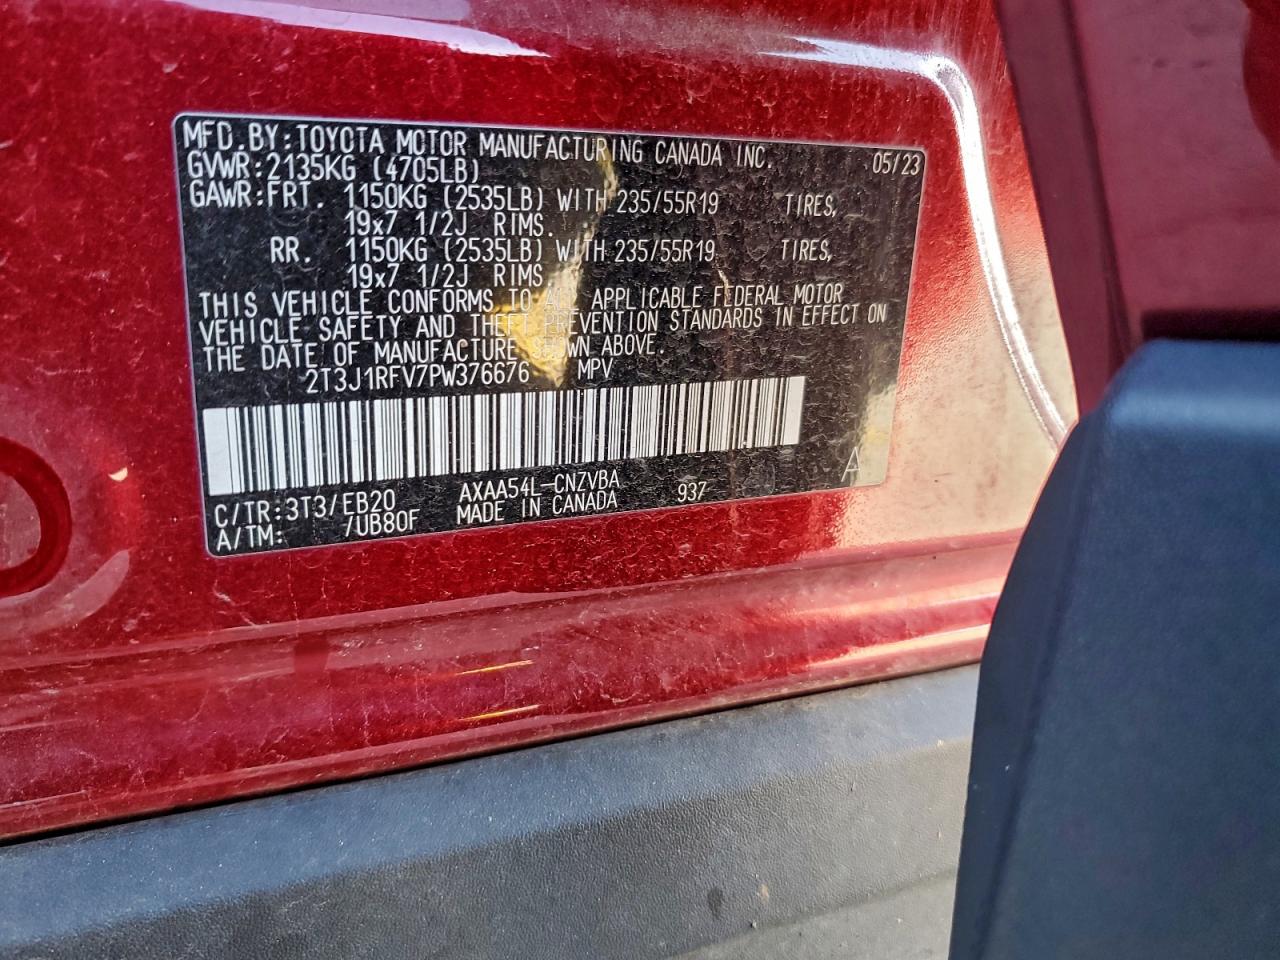 MFD.BY:TOYOTA MOTOR MANUFACTURING CANADA INC. 05/23
GVWR:2135KG (4705LB)
GAWR:FRT. 1150KG (2535LB) WITH 235/55R19 TIRES,
19x7 1/2J RIMS.
RR. 1150KG (2535LB) WITH 235/55R19 TIRES,
19x7 1/2J RIMS.
THIS VEHICLE CONFORMS TO ALL APPLICABLE FEDERAL MOTOR
VEHICLE SAFETY AND THEFT PREVENTION STANDARDS IN EFFECT ON
THE DATE OF MANUFACTURE SHOWN ABOVE.
2T3J1RFV7PW376676 MPV
A
C/TR:3T3/EB20 AXAA54L-CNZVBA 937
A/TM: /UB80F MADE IN CANADA